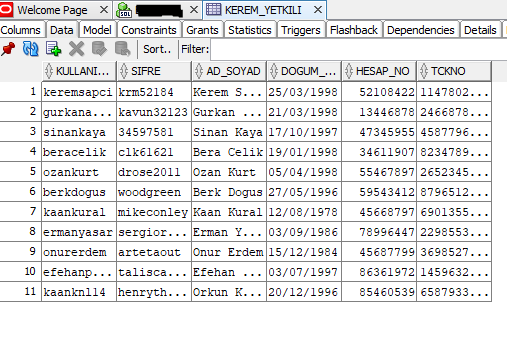 Welcome Page KEREM_YETKILI
Columns Data Model Constraints Grants Statistics Triggers Flashback Dependencies Details
Sort.. Filter:
KULLANI... SIFRE AD_SOYAD DOGUM_... HESAP_NO TCKNO
1 keremsapci krm52184 Kerem S... 25/03/1998 52108422 1147802...
2 gurkana... kavun32123 Gurkan ... 21/03/1998 13446878 2466878...
3 sinankaya 34597581 Sinan Kaya 17/10/1997 47345955 4587796...
4 beracelik clk61621 Bera Celik 19/01/1998 34611907 8234789...
5 ozankurt drose2011 Ozan Kurt 05/04/1998 55467897 2652345...
6 berkdogus woodgreen Berk Dogus 27/05/1996 59543412 8796512...
7 kaankural mikeconley Kaan Kural 12/08/1978 45668797 6901355...
8 ermanyasar sergior... Erman Y... 03/09/1986 78996447 2298553...
9 onurerdem artetaout Onur Erdem 15/12/1984 45687799 3698527...
10 efehanp... talisca... Efehan ... 03/07/1997 86361972 1459632...
11 kaanknl14 henryth... Orkun K... 20/12/1996 85460539 6587933...